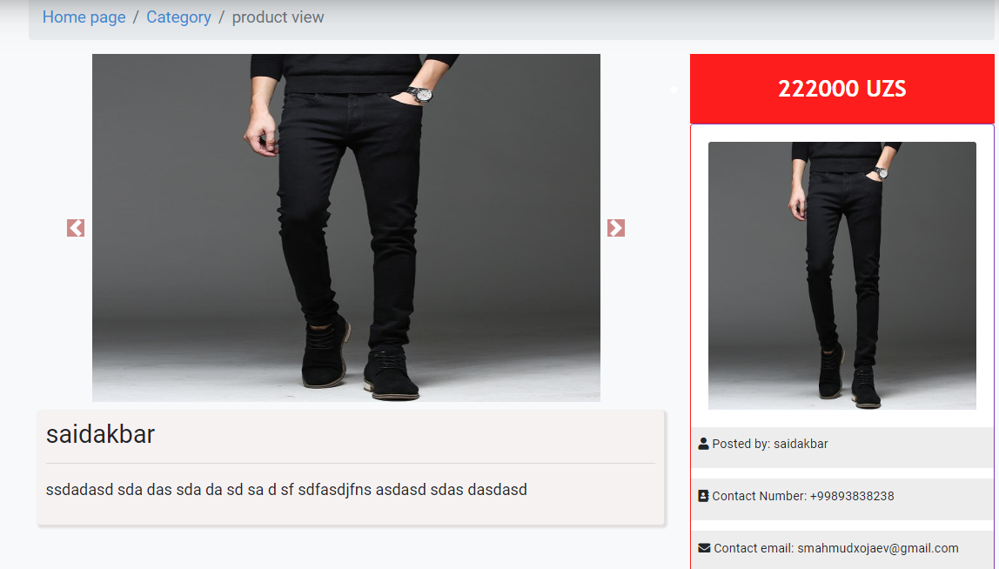 Home page / Category / product view
222000 UZS
saidakbar
ssdadasd sda das sda da sd sa d sf sdfasdjfns asdasd sdas dasdasd
Posted by: saidakbar
Contact Number: +99893838238
Contact email: smahmudxojaev@gmail.com